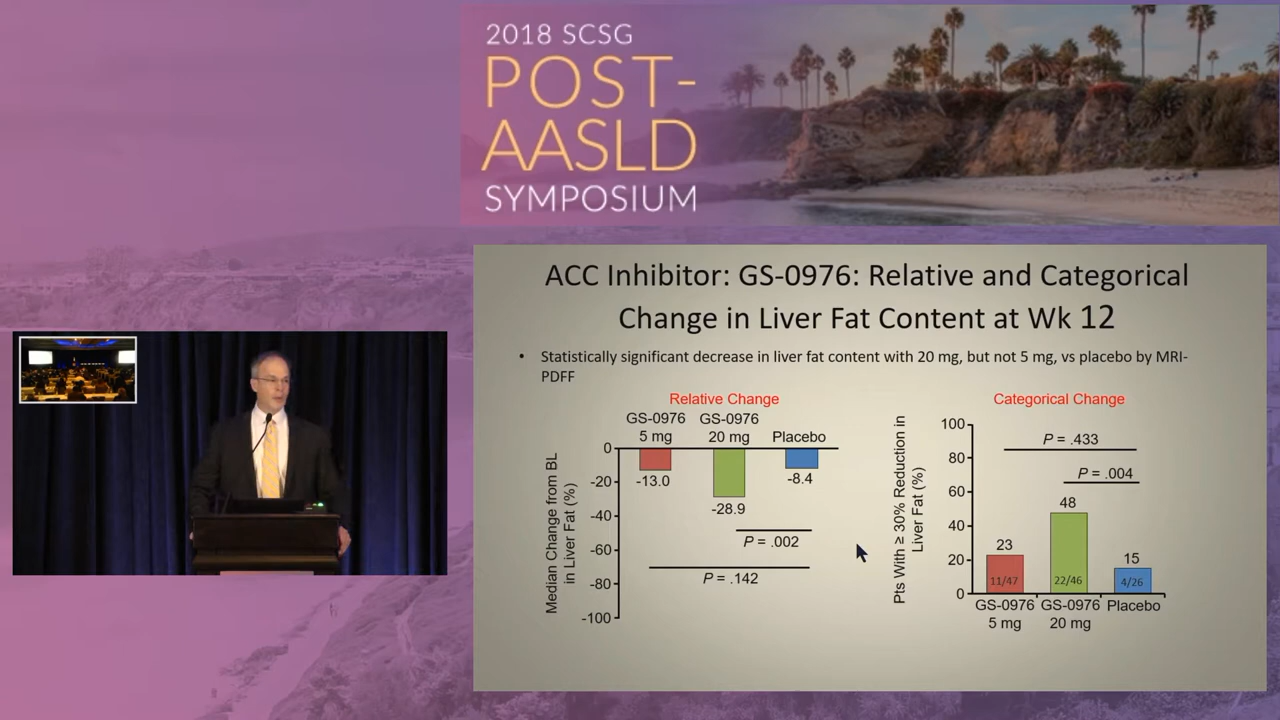 2018 SCSG
POST-
AASLD
SYMPOSIUM
ACC Inhibitor: GS-0976: Relative and Categorical
Change in Liver Fat Content at Wk 12
• Statistically significant decrease in liver fat content with 20 mg, but not 5 mg, vs placebo by MRI-
PDFF
Relative Change
GS-0976
5 mg
GS-0976
20 mg
Placebo
Median Change from BL
in Liver Fat (%)
0
-20
-40
-60
-80
-100
-13.0
-28.9
-8.4
P = .002
P = .142
Categorical Change
Pts With ≥ 30% Reduction in
Liver Fat (%)
100
80
60
40
20
0
P = .433
P = .004
23
48
15
11/47
22/46
4/26
GS-0976
5 mg
GS-0976
20 mg
Placebo